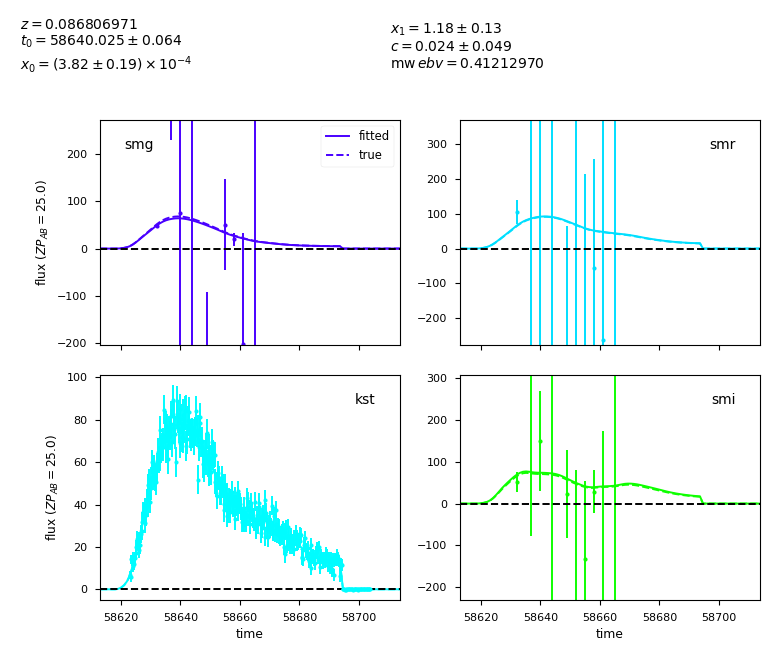 z = 0.086806971
t0 = 58640.025 ± 0.064
x0 = (3.82 ± 0.19) × 10^−4
x1 = 1.18 ± 0.13
c = 0.024 ± 0.049
mw ebv = 0.41212970
smg
fitted
true
200
100
0
−100
−200
flux (ZP_AB = 25.0)
smr
300
200
100
0
−100
−200
kst
100
80
60
40
20
0
flux (ZP_AB = 25.0)
58620 58640 58660 58680 58700
time
smi
300
200
100
0
−100
−200
58620 58640 58660 58680 58700
time